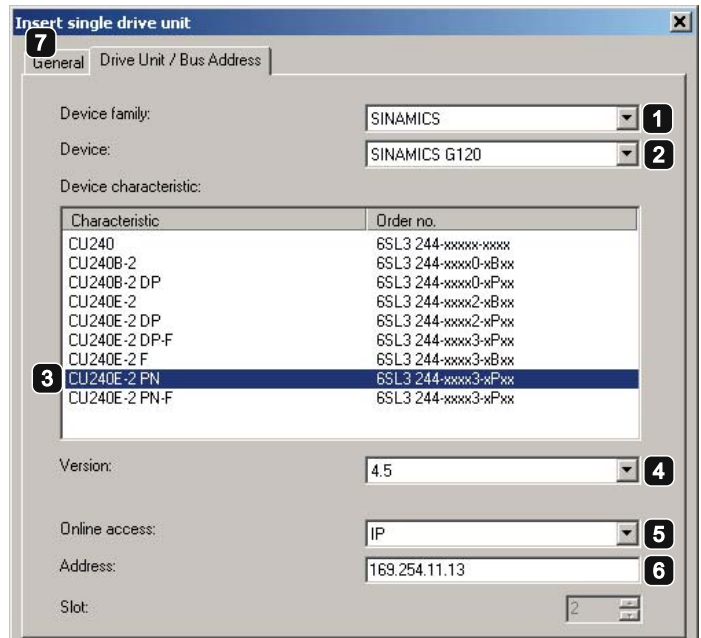 Insert single drive unit
7
General Drive Unit / Bus Address
Device family: SINAMICS 1
Device: SINAMICS G120 2
Device characteristic:
Characteristic Order no.
CU240 6SL3 244-xxxxx-xxxx
CU240B-2 6SL3 244-xxxx0-xBxx
CU240B-2 DP 6SL3 244-xxxx0-xPxx
CU240E-2 6SL3 244-xxxx2-xBxx
CU240E-2 DP 6SL3 244-xxxx2-xPxx
CU240E-2 DP-F 6SL3 244-xxxx3-xPxx
CU240E-2 F 6SL3 244-xxxx3-xBxx
3 CU240E-2 PN 6SL3 244-xxxx3-xPxx
CU240E-2 PN-F 6SL3 244-xxxx3-xPxx
Version: 4.5 4
Online access: IP 5
Address: 169.254.11.13 6
Slot: 2